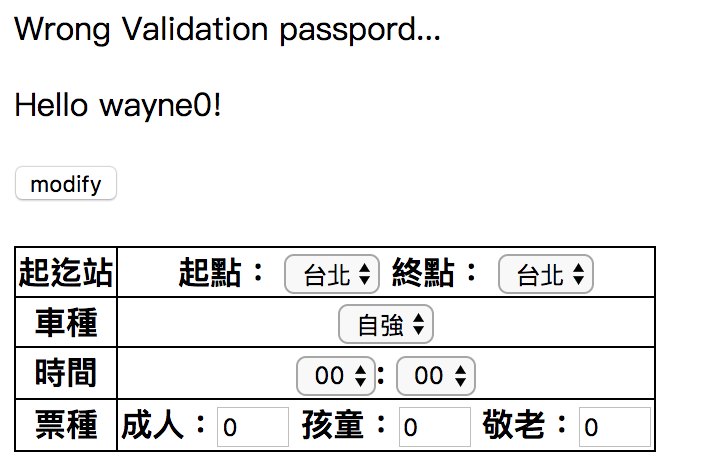 Wrong Validation passpord...
Hello wayne0!
modify
起迄站 起點： 台北 終點： 台北
車種 自強
時間 00 : 00
票種 成人：0 孩童：0 敬老：0